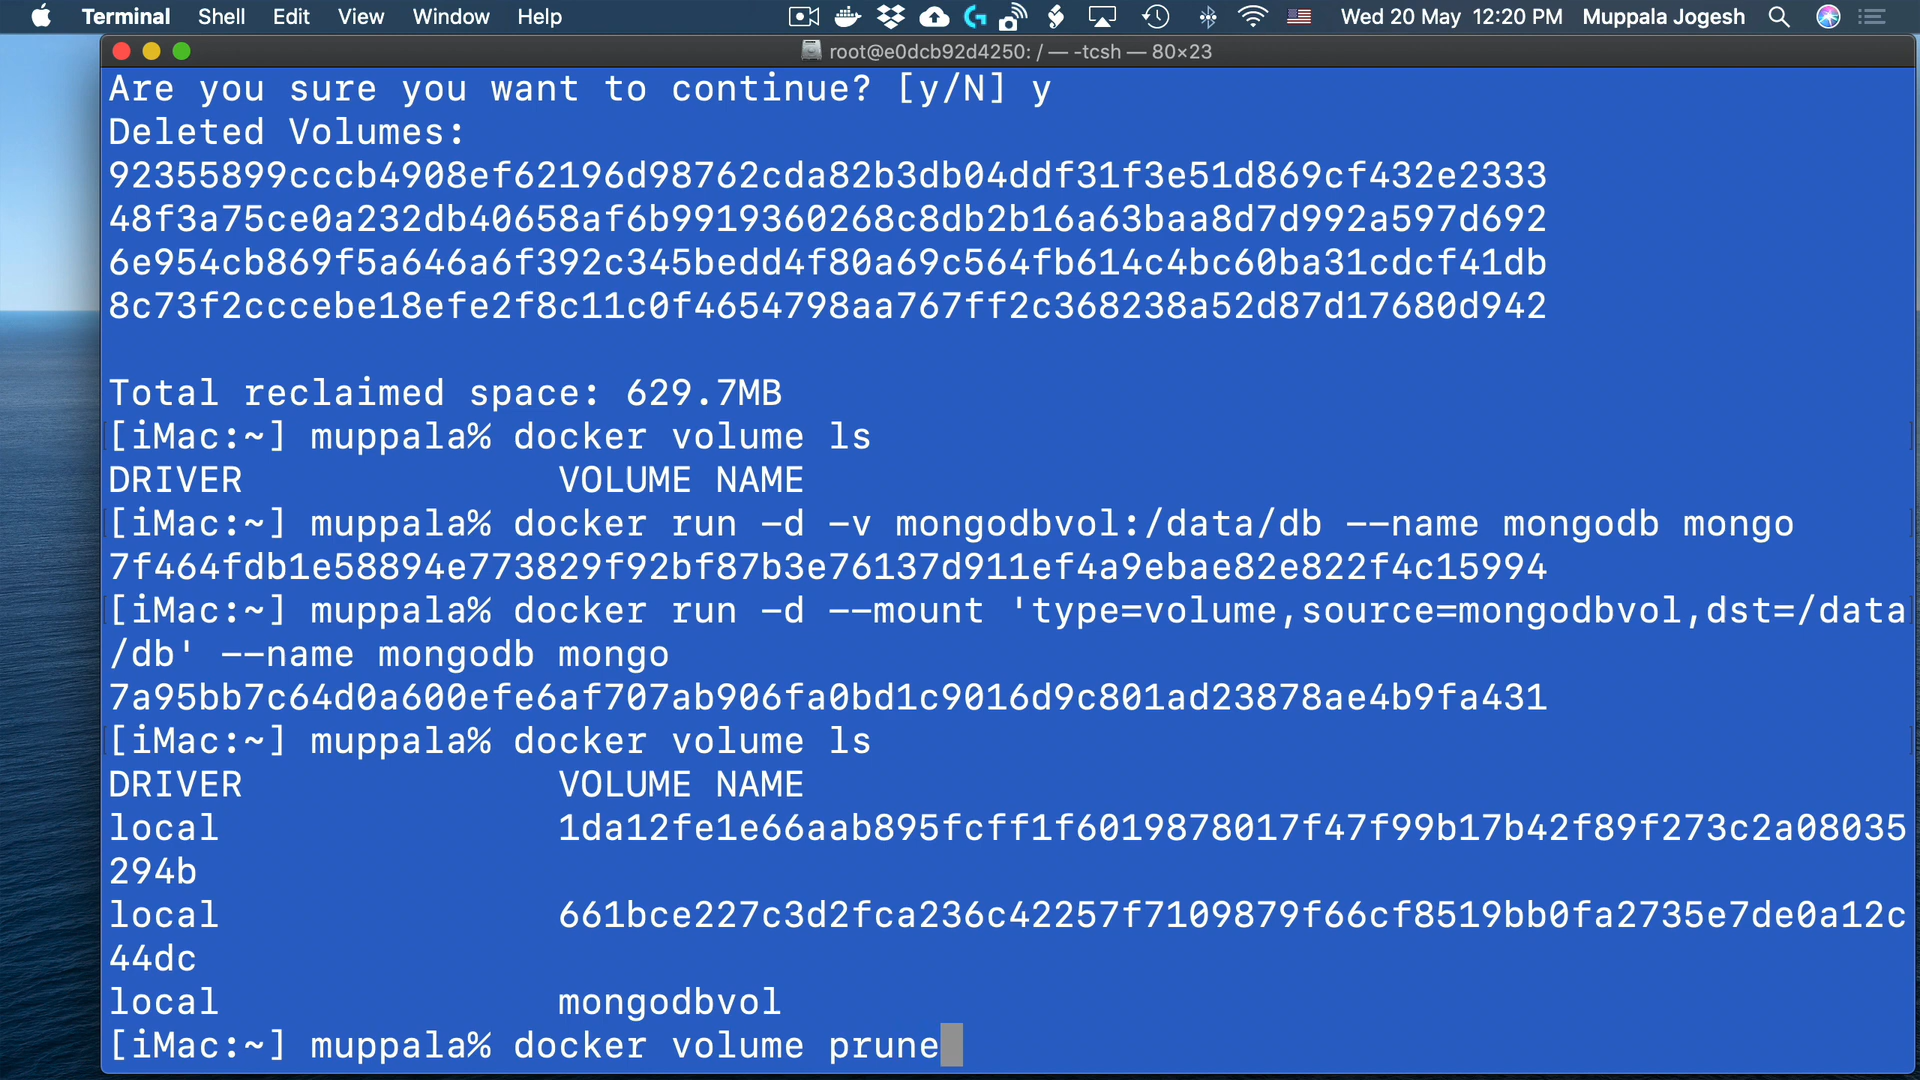 Terminal Shell Edit View Window Help Wed 20 May 12:20 PM Muppala Jogesh
root@e0dcb92d4250: / — -tcsh — 80×23
Are you sure you want to continue? [y/N] y
Deleted Volumes:
92355899cccb4908ef62196d98762cda82b3db04ddf31f3e51d869cf432e2333
48f3a75ce0a232db40658af6b9919360268c8db2b16a63baa8d7d992a597d692
6e954cb869f5a646a6f392c345bedd4f80a69c564fb614c4bc60ba31cdcf41db
8c73f2cccebe18efe2f8c11c0f4654798aa767ff2c368238a52d87d17680d942
Total reclaimed space: 629.7MB
[iMac:~] muppala% docker volume ls
DRIVER VOLUME NAME
[iMac:~] muppala% docker run -d -v mongodbvol:/data/db --name mongodb mongo
7f464fdb1e58894e773829f92bf87b3e76137d911ef4a9ebae82e822f4c15994
[iMac:~] muppala% docker run -d --mount 'type=volume,source=mongodbvol,dst=/data
/db' --name mongodb mongo
7a95bb7c64d0a600efe6af707ab906fa0bd1c9016d9c801ad23878ae4b9fa431
[iMac:~] muppala% docker volume ls
DRIVER VOLUME NAME
local 1da12fe1e66aab895fcff1f6019878017f47f99b17b42f89f273c2a08035
294b
local 661bce227c3d2fca236c42257f7109879f66cf8519bb0fa2735e7de0a12c
44dc
local mongodbvol
[iMac:~] muppala% docker volume prune